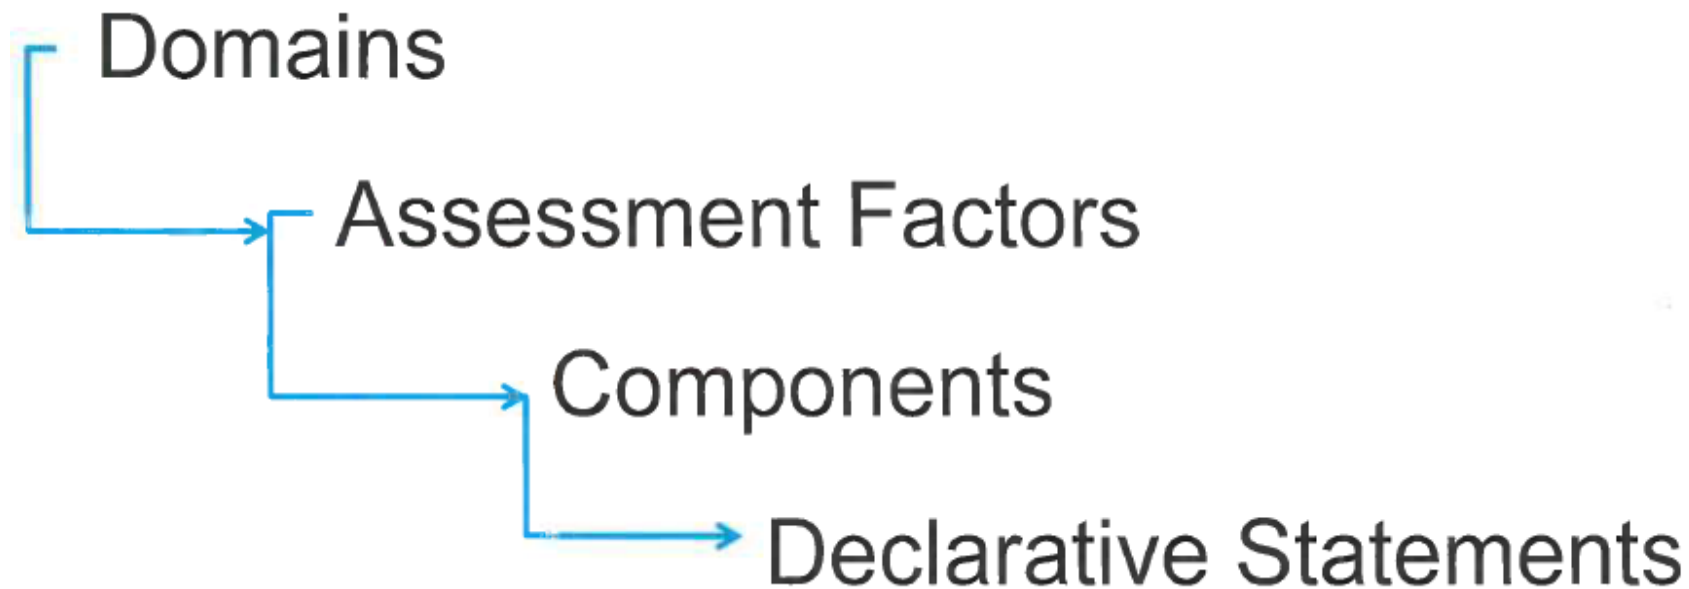 Domains
Assessment Factors
Components
Declarative Statements